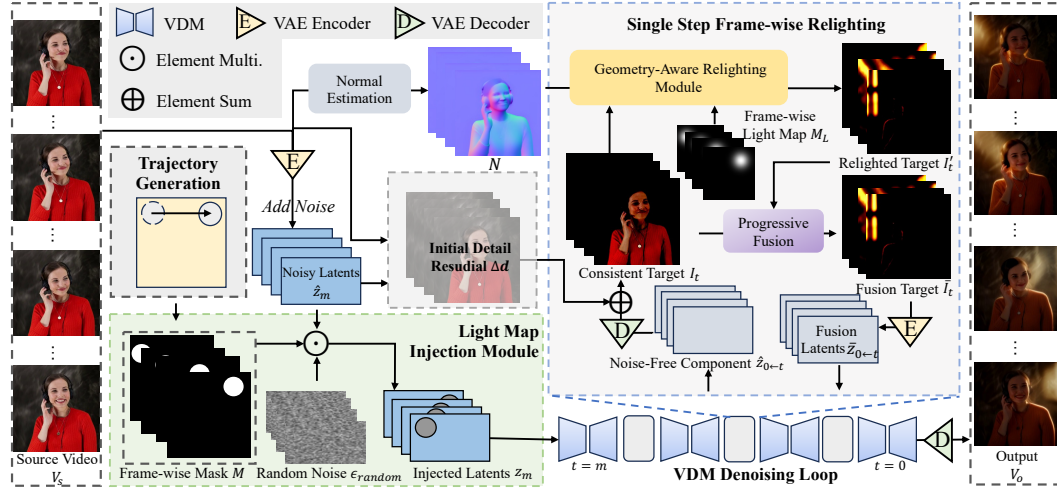 VDM
E
VAE Encoder
D
VAE Decoder
Element Multi.
Element Sum
Normal
Estimation
N
Trajectory
Generation
E
Add Noise
Noisy Latents
ẑ_m
Initial Detail
Resudial Δd
Light Map
Injection Module
Frame-wise Mask M
Random Noise ϵ_random
Injected Latents z_m
Source Video
V_s
Single Step Frame-wise Relighting
Geometry-Aware Relighting
Module
Frame-wise
Light Map M_L
Relighted Target I′_t
Progressive
Fusion
Consistent Target I_t
Fusion Target Ī_t
D
E
Fusion
Latents z̄_0←t
Noise-Free Component ẑ_0←t
t = m
VDM Denoising Loop
t = 0
D
Output
V_o